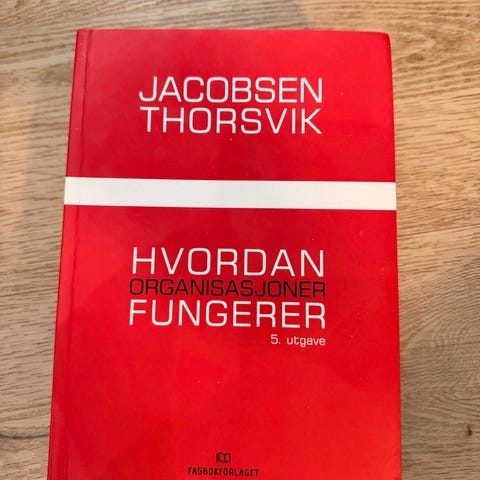 JACOBSEN
THORSVIK
HVORDAN
ORGANISASJONER
FUNGERER
5. utgave
FAGBOKFORLAGET